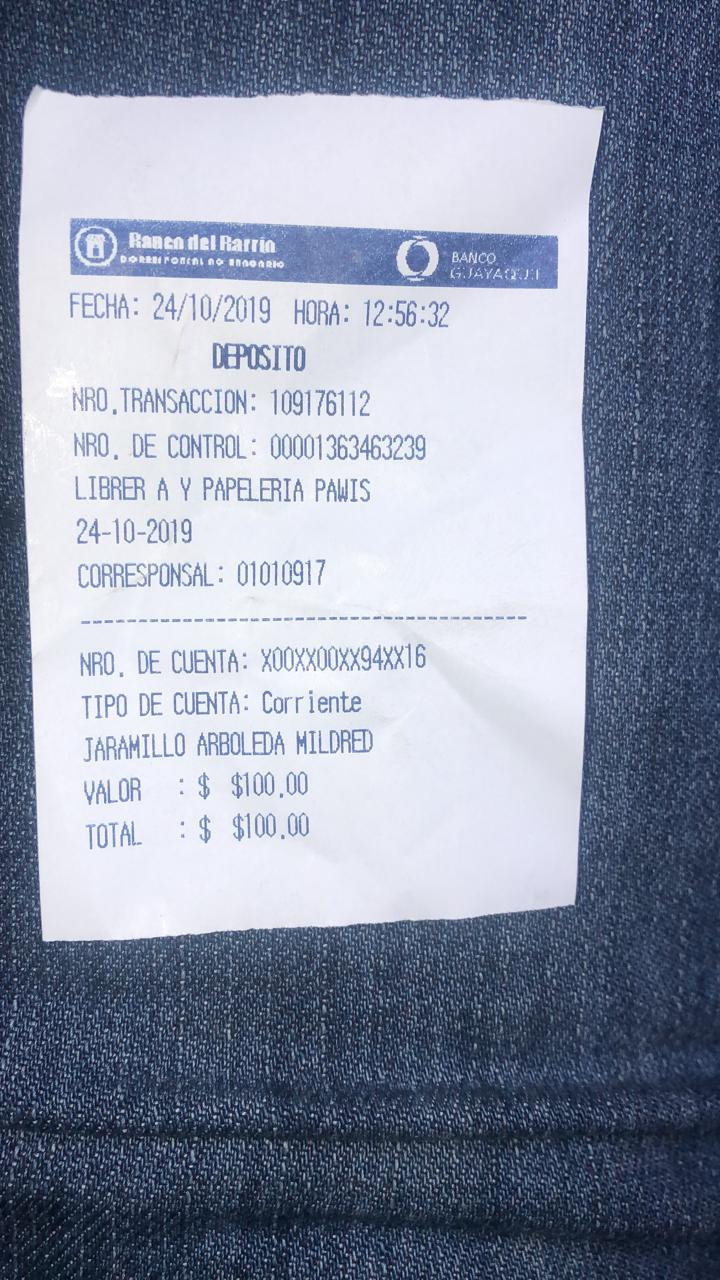 Banco del Barrio
CORRESPONSAL NO BANCARIO
BANCO
GUAYAQUIL
FECHA: 24/10/2019 HORA: 12:56:32
DEPOSITO
NRO.TRANSACCION: 109176112
NRO. DE CONTROL: 00001363463239
LIBRER A Y PAPELERIA PAWIS
24-10-2019
CORRESPONSAL: 01010917
--------------------------------------
NRO. DE CUENTA: X00XX00XX94XX16
TIPO DE CUENTA: Corriente
JARAMILLO ARBOLEDA MILDRED
VALOR : $ $100.00
TOTAL : $ $100.00